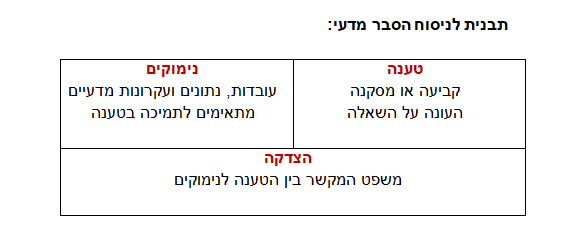 תבנית לניסוח הסבר מדעי:
טענה
קביעה או מסקנה
העונה על השאלה
נימוקים
עובדות, נתונים ועקרונות מדעיים
מתאימים לתמיכה בטענה
הצדקה
משפט המקשר בין הטענה לנימוקים